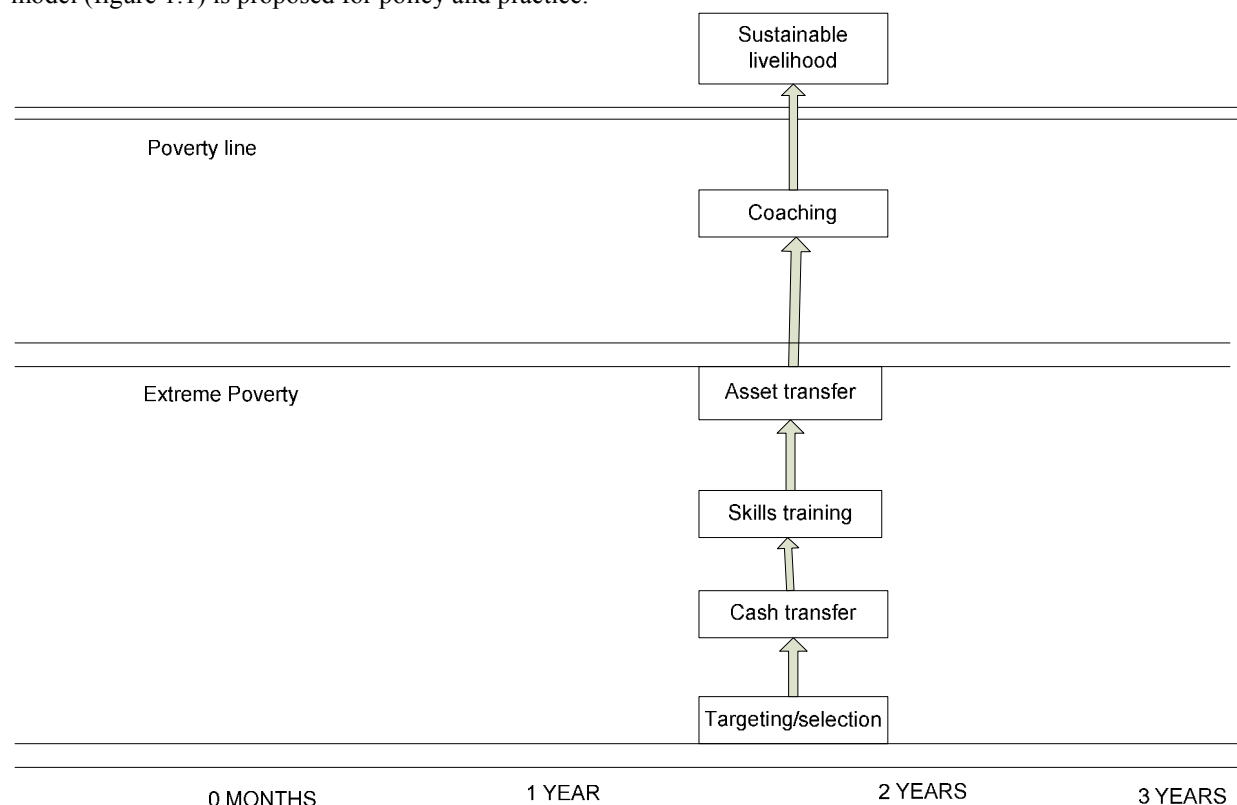 model (figure 1.1) is proposed for policy and practice.
Sustainable
livelihood
Poverty line
Coaching
Extreme Poverty
Asset transfer
Skills training
Cash transfer
Targeting/selection
0 MONTHS
1 YEAR
2 YEARS
3 YEARS